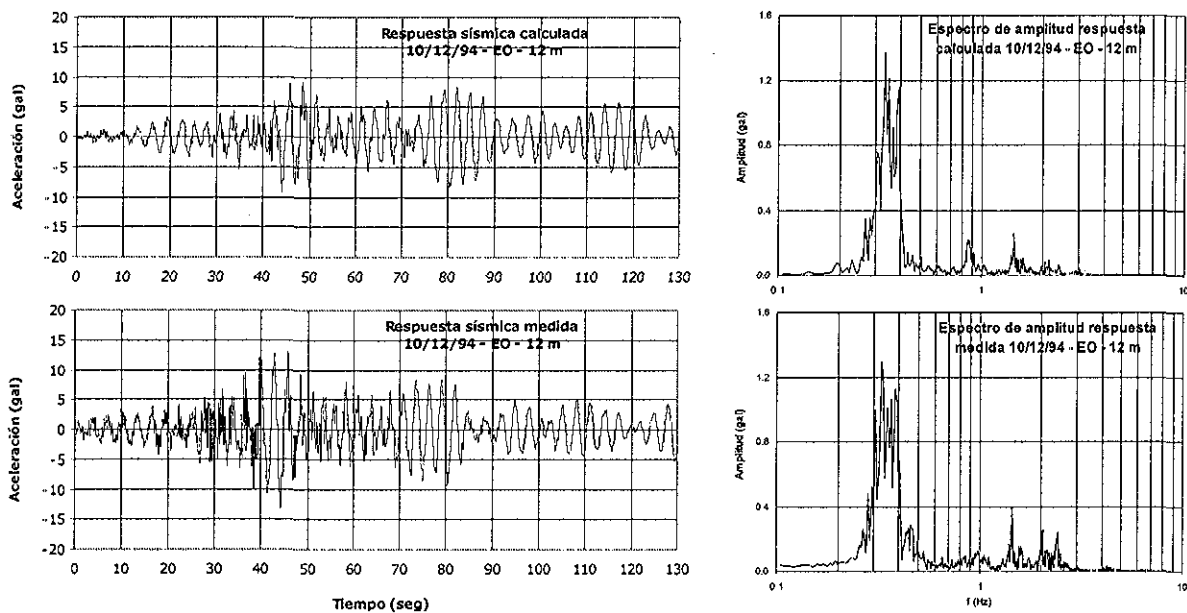 Respuesta sísmica calculada
10/12/94 - EO - 12 m
Aceleración (gal)
20
15
10
5
0
-5
-10
-15
-20
0 10 20 30 40 50 60 70 80 90 100 110 120 130
Espectro de amplitud respuesta
calculada 10/12/94 - EO - 12 m
Amplitud (gal)
1.6
1.2
0.8
0.4
0.0
0 1 1 10
Respuesta sísmica medida
10/12/94 - EO - 12 m
Aceleración (gal)
20
15
10
5
0
-5
-10
-15
-20
0 10 20 30 40 50 60 70 80 90 100 110 120 130
Tiempo (seg)
Espectro de amplitud respuesta
medida 10/12/94 - EO - 12 m
Amplitud (gal)
1.6
1.2
0.8
0.4
0.0
0 1 1 10
f (Hz)